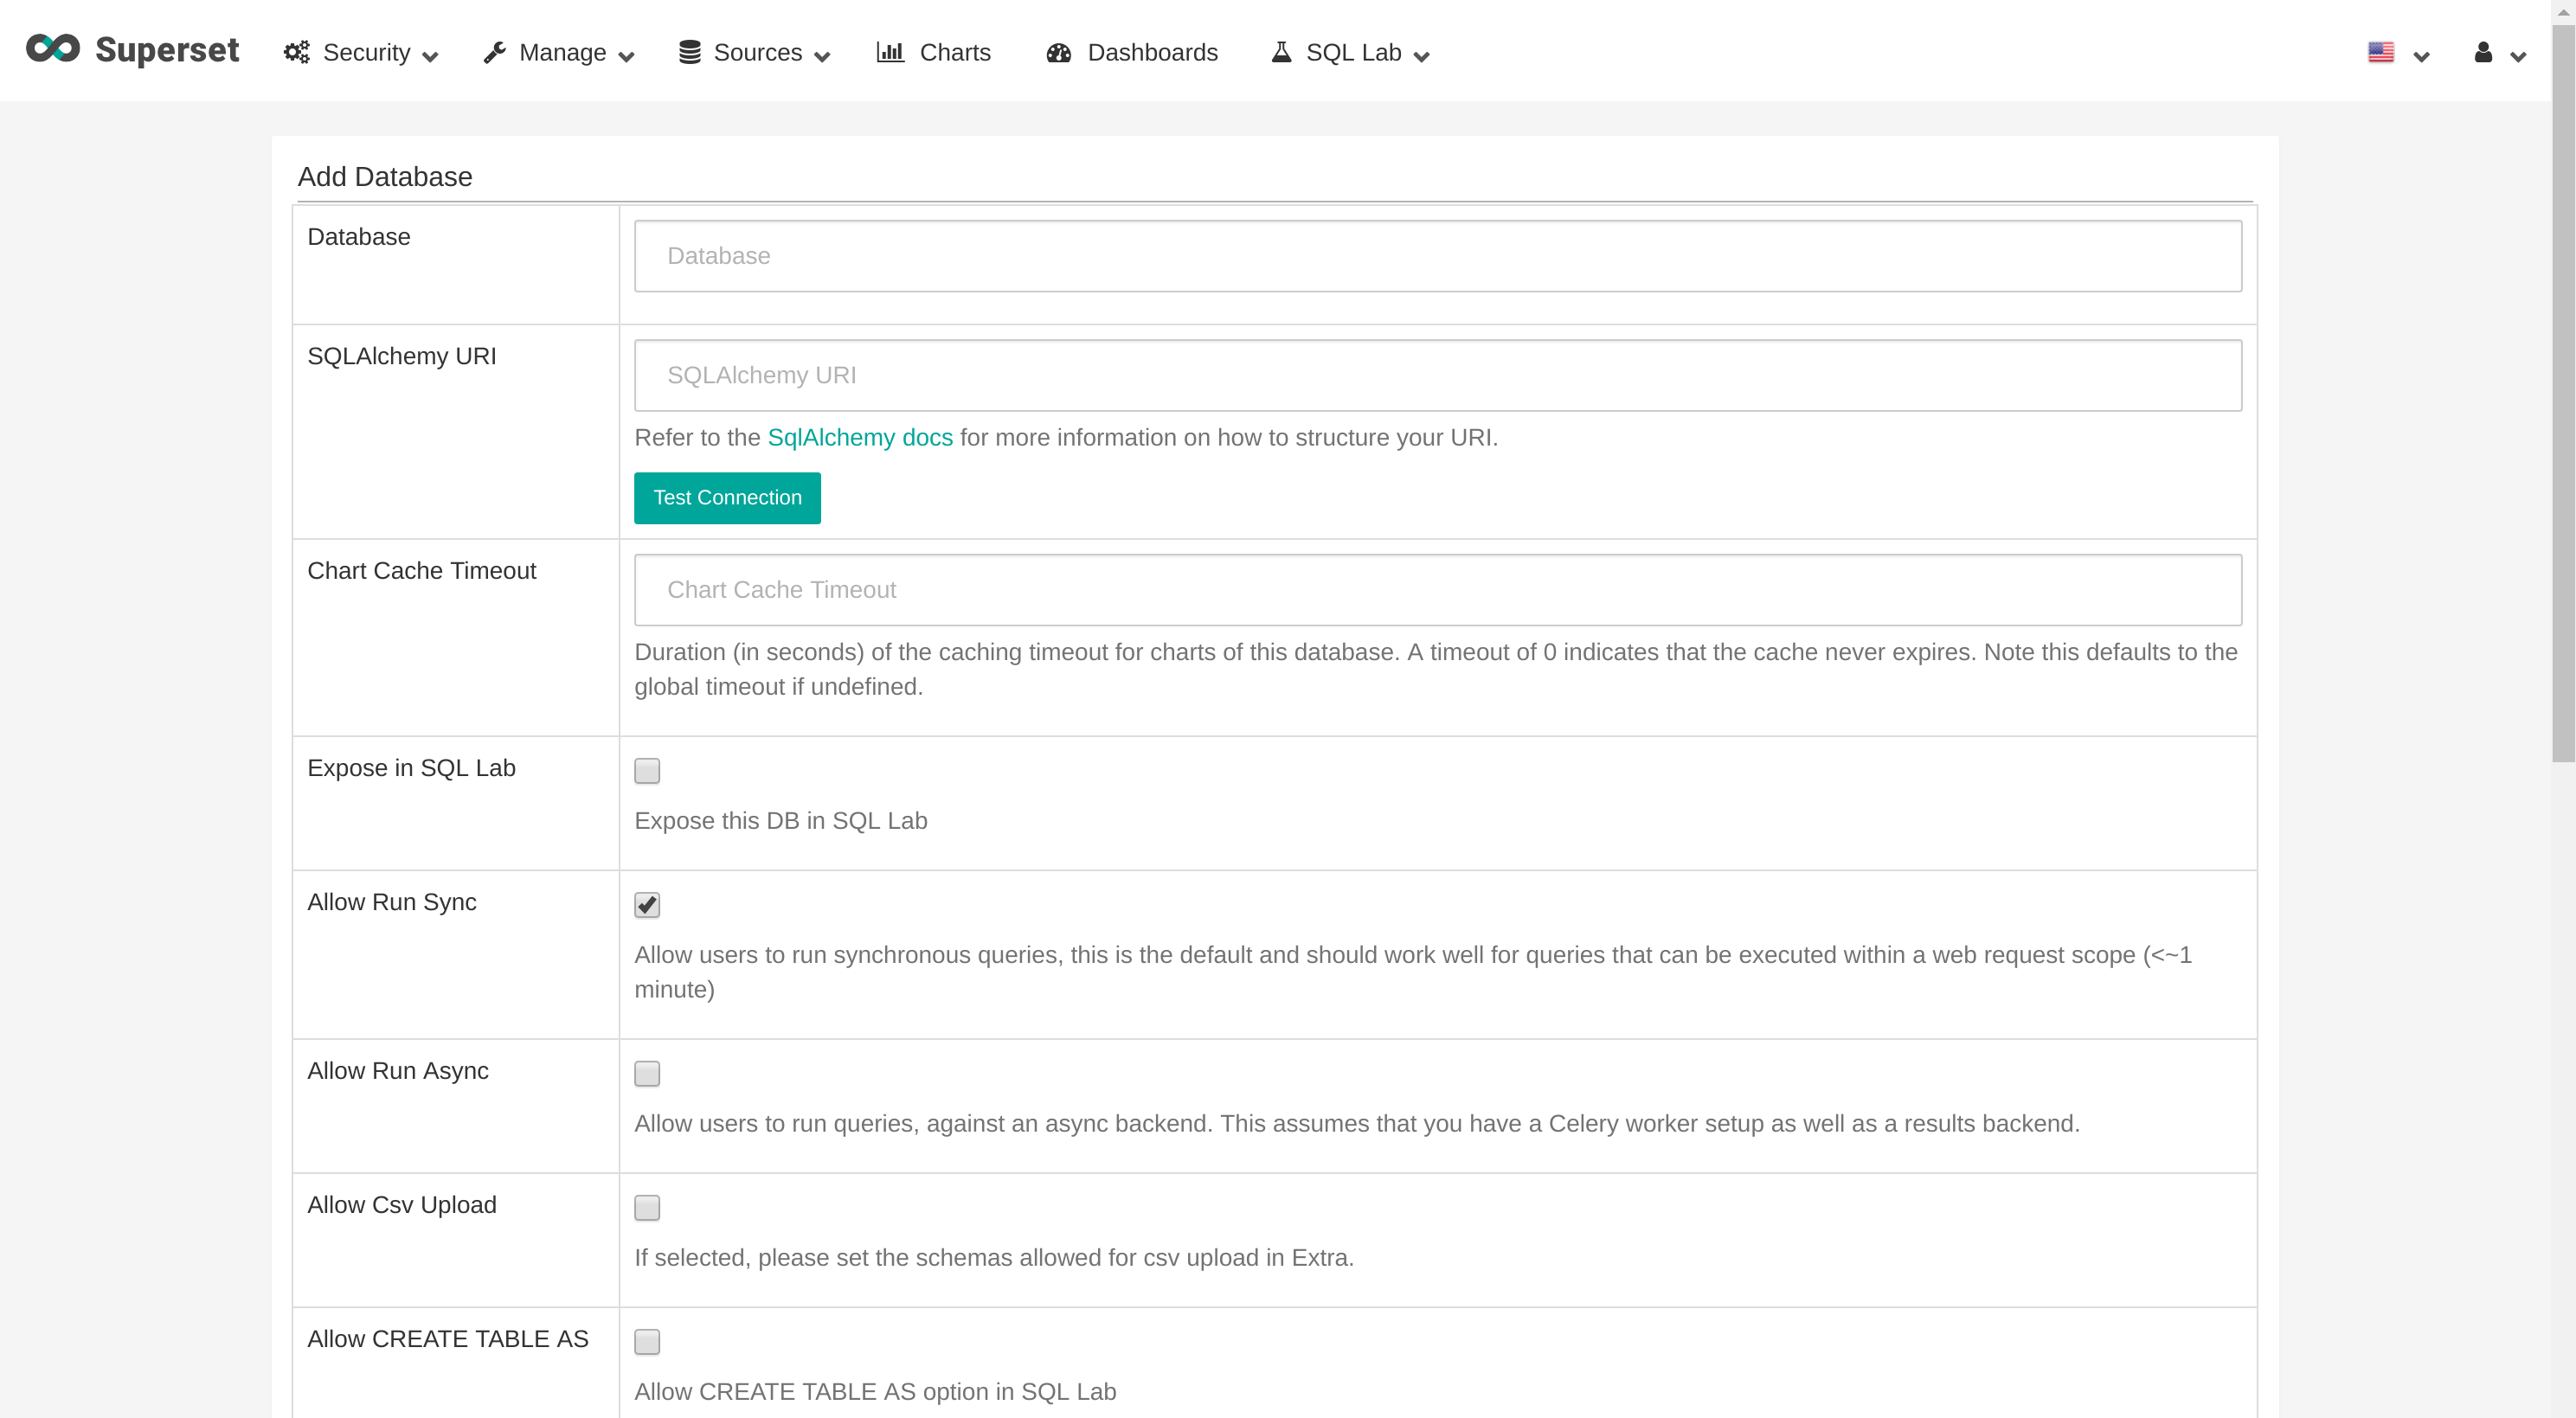 Superset Security Manage Sources Charts Dashboards SQL Lab
Add Database
Database
Database
SQLAlchemy URI
SQLAlchemy URI
Refer to the SqlAlchemy docs for more information on how to structure your URI.
Test Connection
Chart Cache Timeout
Chart Cache Timeout
Duration (in seconds) of the caching timeout for charts of this database. A timeout of 0 indicates that the cache never expires. Note this defaults to the
global timeout if undefined.
Expose in SQL Lab
Expose this DB in SQL Lab
Allow Run Sync
Allow users to run synchronous queries, this is the default and should work well for queries that can be executed within a web request scope (<~1
minute)
Allow Run Async
Allow users to run queries, against an async backend. This assumes that you have a Celery worker setup as well as a results backend.
Allow Csv Upload
If selected, please set the schemas allowed for csv upload in Extra.
Allow CREATE TABLE AS
Allow CREATE TABLE AS option in SQL Lab